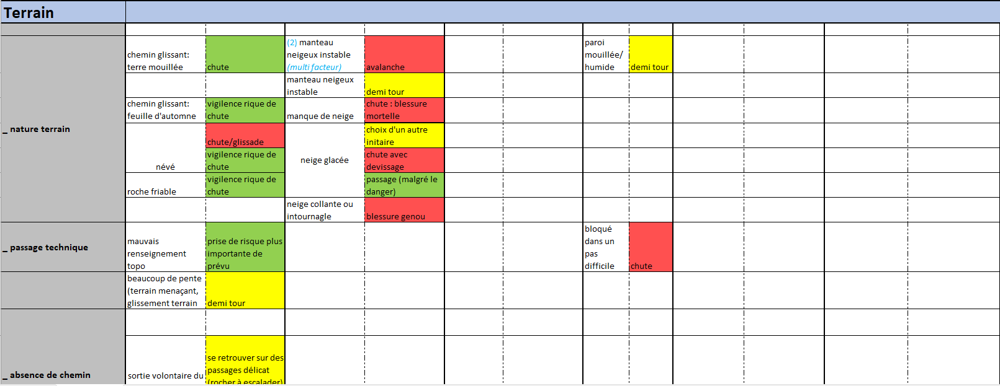 Terrain
_ nature terrain
chemin glissant:
terre mouillée
chute
(2) manteau
neigeux instable
(multi facteur)
avalanche
paroi
mouillée/
humide
demi tour
manteau neigeux
instable
demi tour
chemin glissant:
feuille d'automne
vigilence rique de
chute
manque de neige
chute : blessure
mortelle
névé
chute/glissade
neige glacée
choix d'un autre
initaire
vigilence rique de
chute
chute avec
devissage
roche friable
vigilence rique de
chute
passage (malgré le
danger)
neige collante ou
intournagle
blessure genou
_ passage technique
mauvais
renseignement
topo
prise de risque plus
importante de
prévu
bloqué
dans un
pas
difficile
chute
beaucoup de pente
(terrain menaçant,
glissement terrain
demi tour
_ absence de chemin
sortie volontaire du
se retrouver sur des
passages délicat
(rocher à escalader)